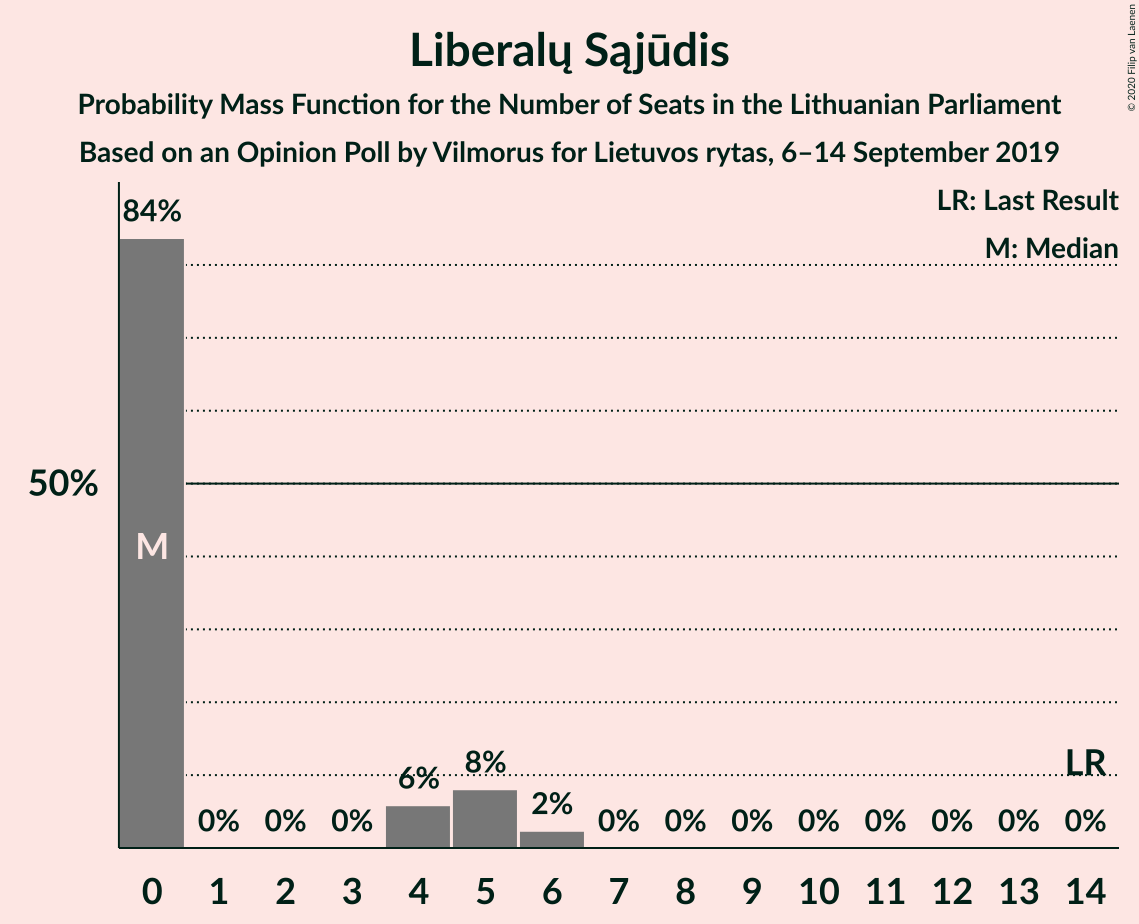 Liberalų Sąjūdis
Probability Mass Function for the Number of Seats in the Lithuanian Parliament
Based on an Opinion Poll by Vilmorus for Lietuvos rytas, 6–14 September 2019
© 2020 Filip van Laenen
LR: Last Result
M: Median
84%
50%
M
6%
8%
2%
LR
0% 0% 0% 0% 0% 0% 0% 0% 0% 0% 0%
0 1 2 3 4 5 6 7 8 9 10 11 12 13 14